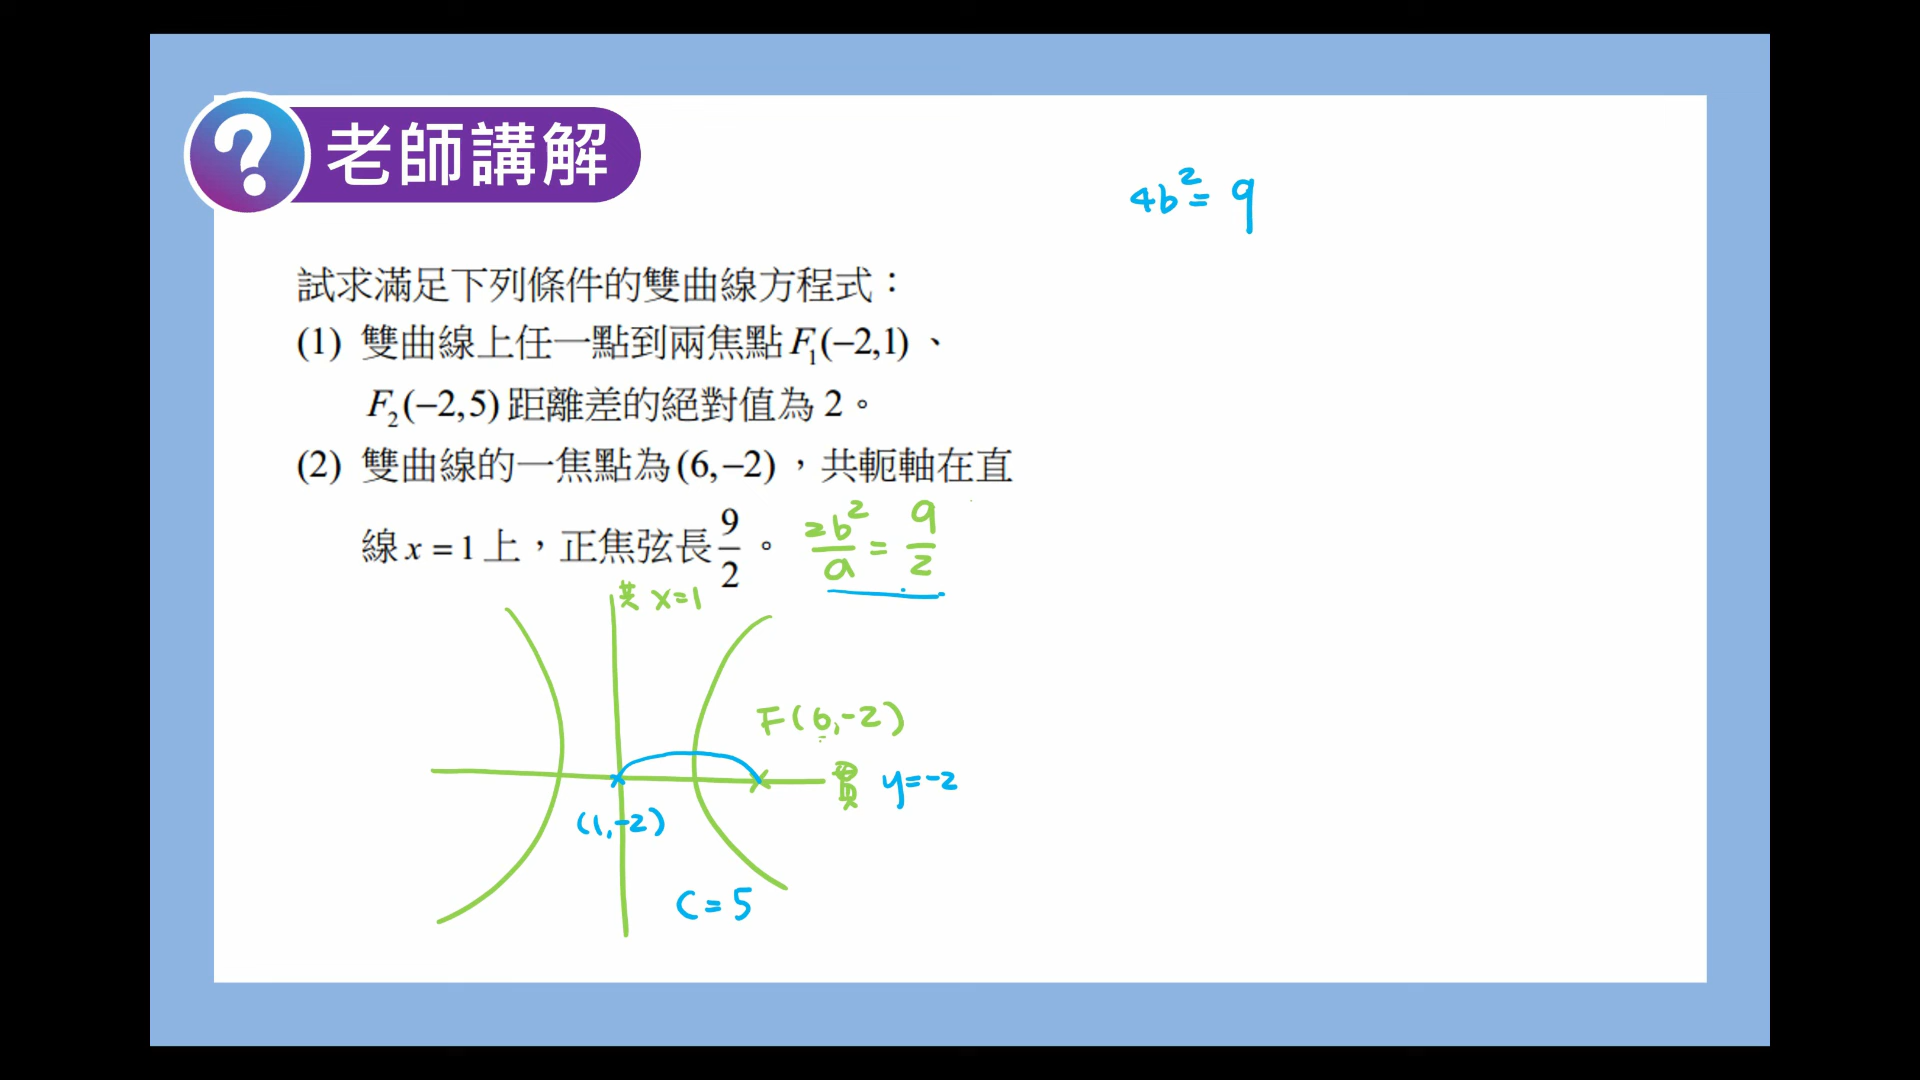 老師講解
4b²= 9
試求滿足下列條件的雙曲線方程式：
(1) 雙曲線上任一點到兩焦點F₁(−2,1)、
F₂(−2,5)距離差的絕對值為 2。
(2) 雙曲線的一焦點為(6,−2)，共軛軸在直
線 x = 1 上，正焦弦長 9/2 。
2b²/a = 9/2
共 x=1
F(6,-2)
貫 y=-2
(1,-2)
C=5